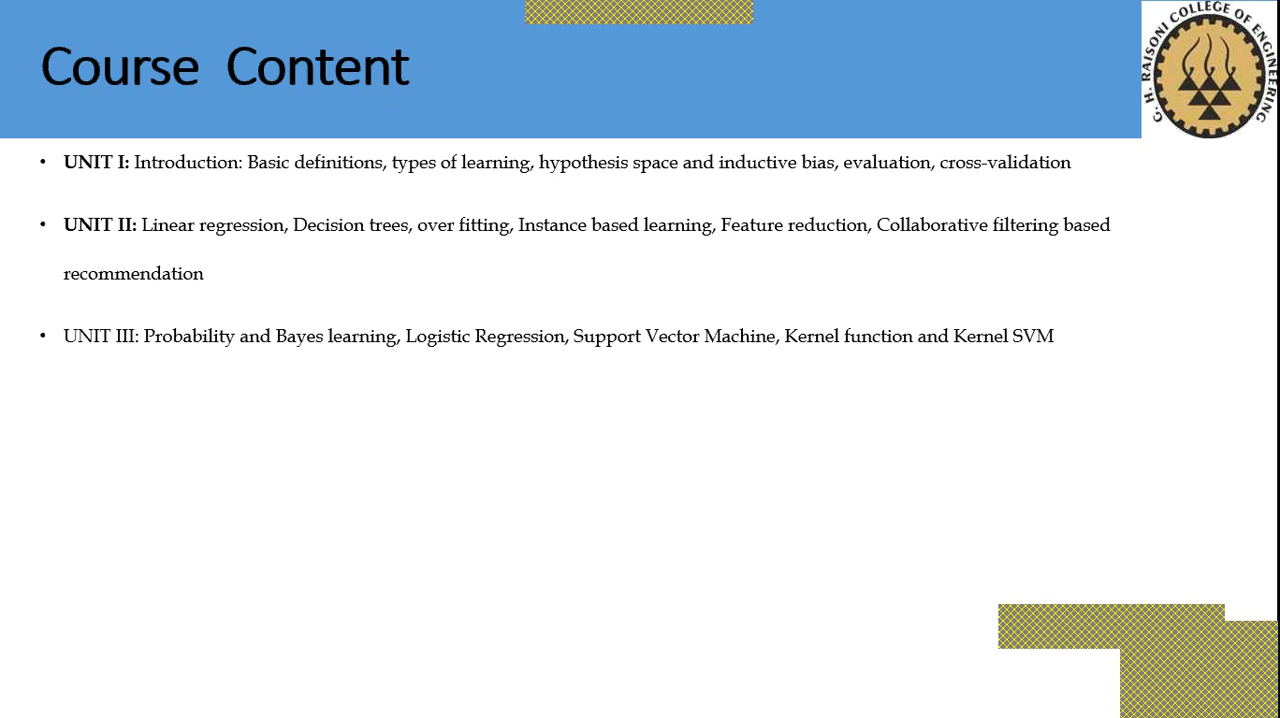 Course Content
G. H. RAISONI COLLEGE OF ENGINEERING
• UNIT I: Introduction: Basic definitions, types of learning, hypothesis space and inductive bias, evaluation, cross-validation
• UNIT II: Linear regression, Decision trees, over fitting, Instance based learning, Feature reduction, Collaborative filtering based
recommendation
• UNIT III: Probability and Bayes learning, Logistic Regression, Support Vector Machine, Kernel function and Kernel SVM